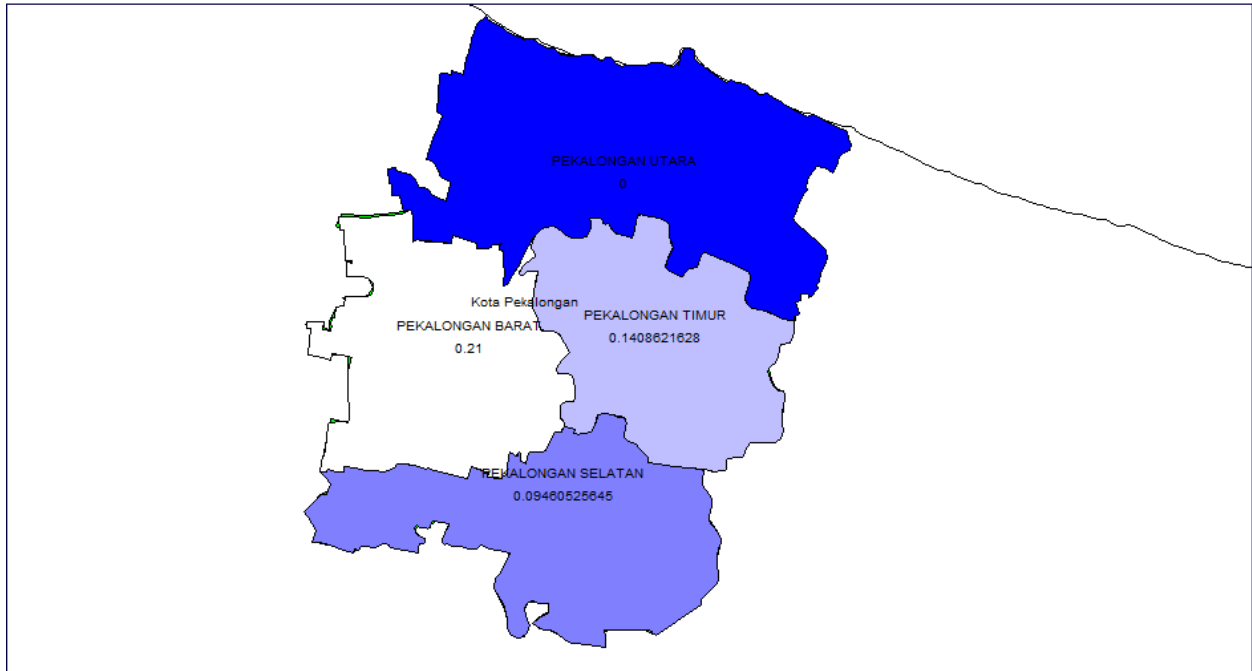 PEKALONGAN UTARA
0
Kota Pekalongan
PEKALONGAN BARAT
0.21
PEKALONGAN TIMUR
0.1408621628
PEKALONGAN SELATAN
0.09460525645